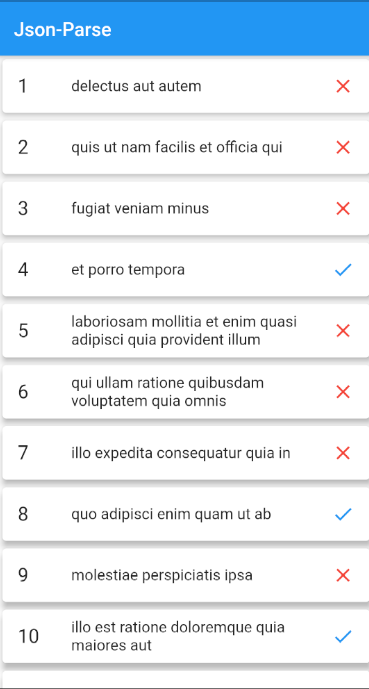 Json-Parse
1 delectus aut autem
2 quis ut nam facilis et officia qui
3 fugiat veniam minus
4 et porro tempora
5 laboriosam mollitia et enim quasi
adipisci quia provident illum
6 qui ullam ratione quibusdam
voluptatem quia omnis
7 illo expedita consequatur quia in
8 quo adipisci enim quam ut ab
9 molestiae perspiciatis ipsa
10 illo est ratione doloremque quia
maiores aut